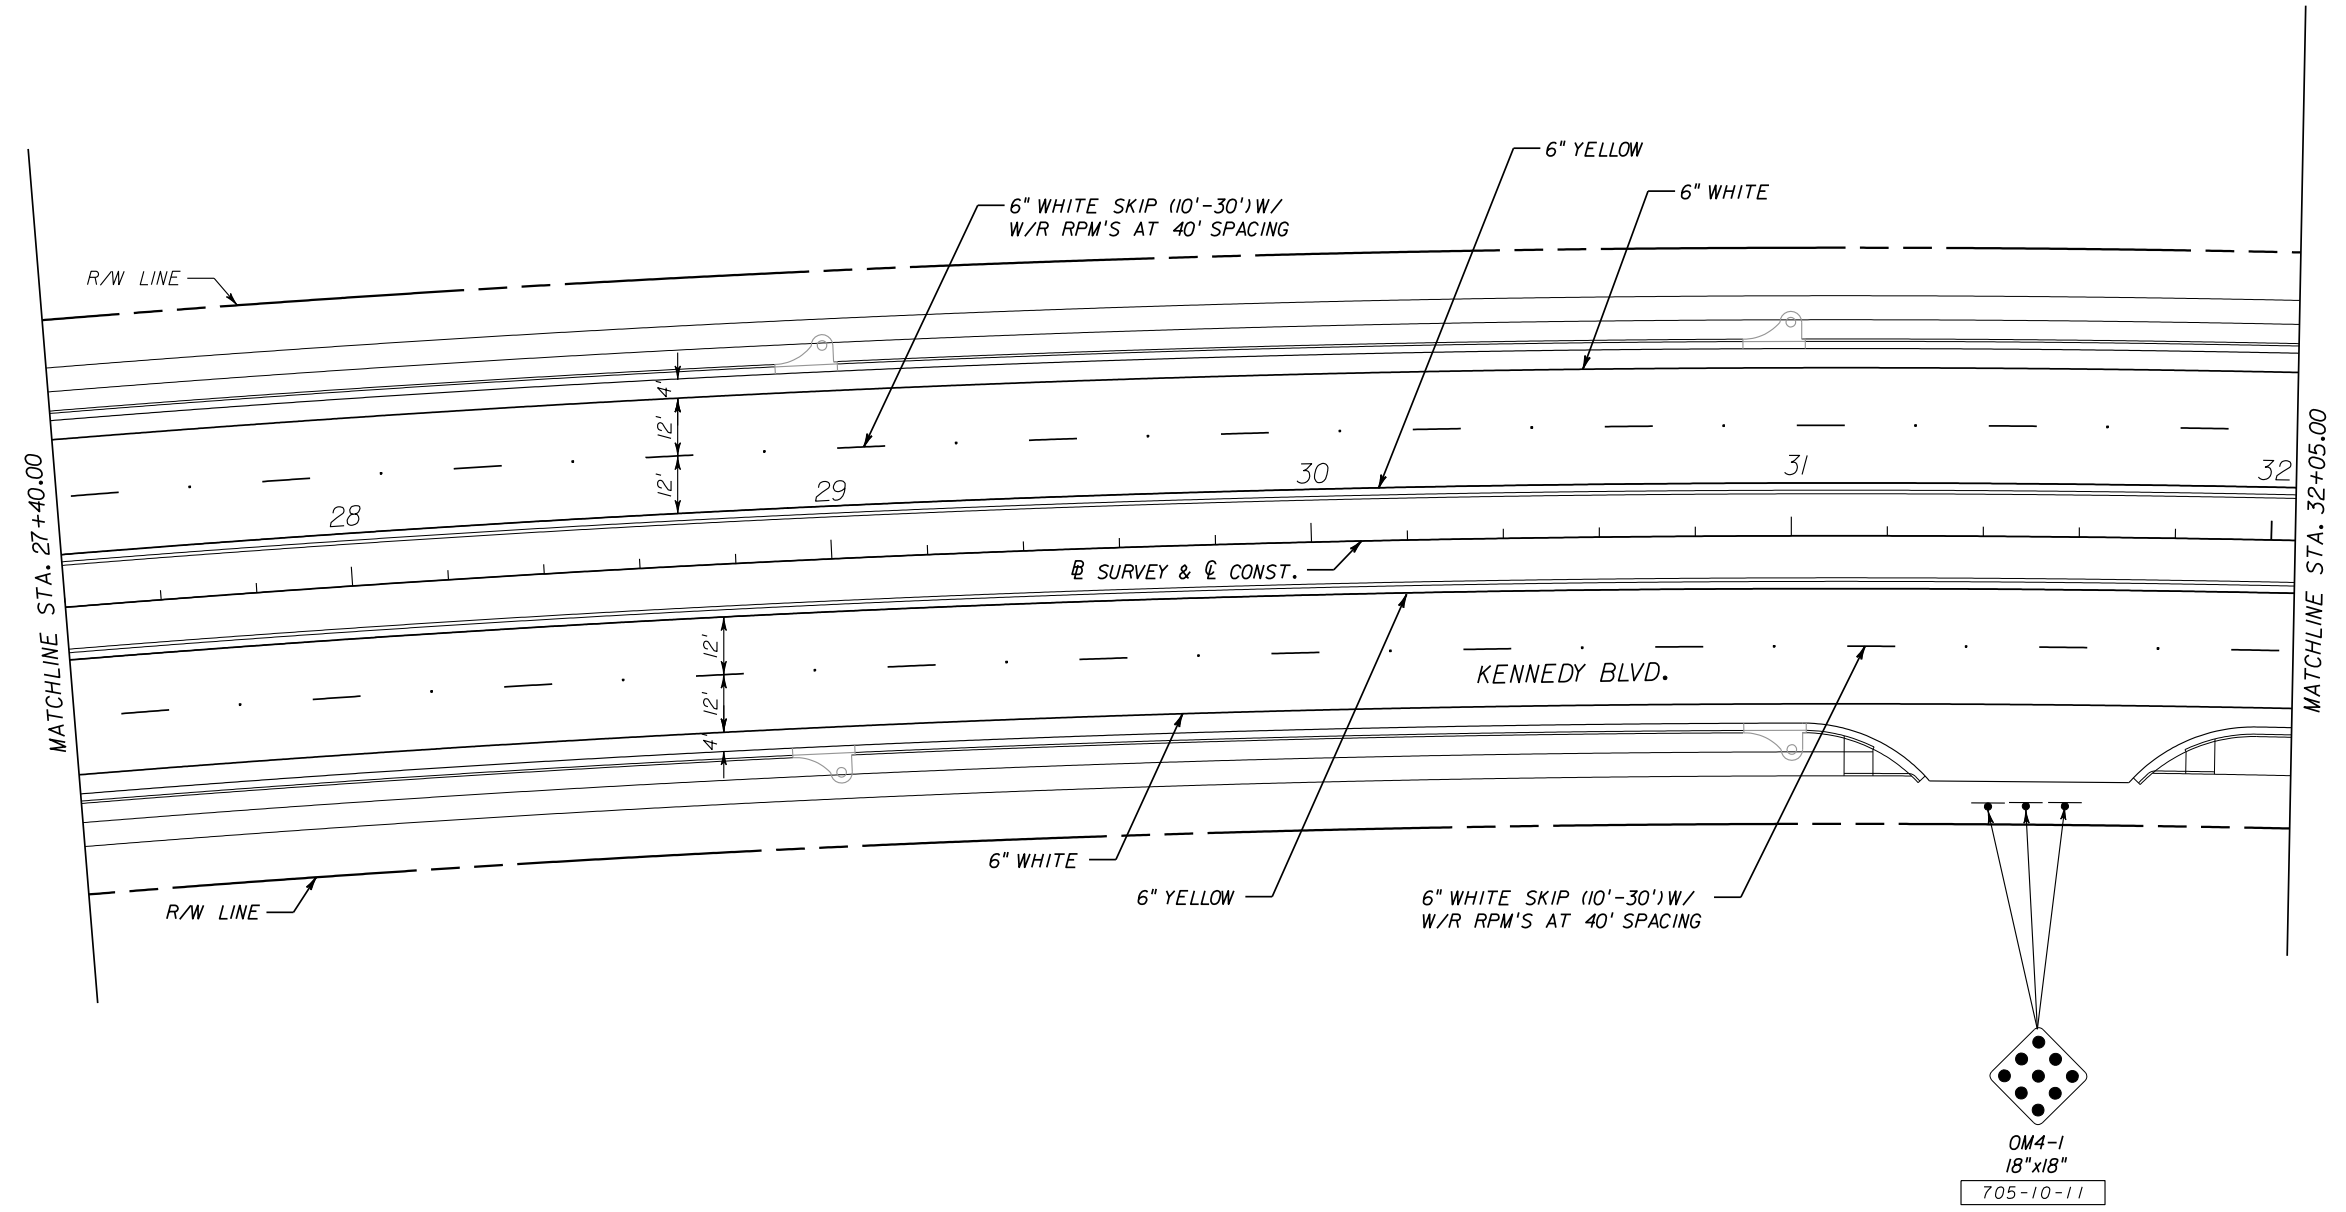 6" YELLOW
6" WHITE
6" WHITE SKIP (10'-30') W/
W/R RPM'S AT 40' SPACING
R/W LINE
4'
12'
12'
28
29
30
31
32
MATCHLINE STA. 27+40.00
MATCHLINE STA. 32+05.00
℄ SURVEY & ℄ CONST.
12'
12'
4'
KENNEDY BLVD.
6" WHITE
6" YELLOW
6" WHITE SKIP (10'-30') W/
W/R RPM'S AT 40' SPACING
R/W LINE
OM4-1
18"x18"
705-10-11